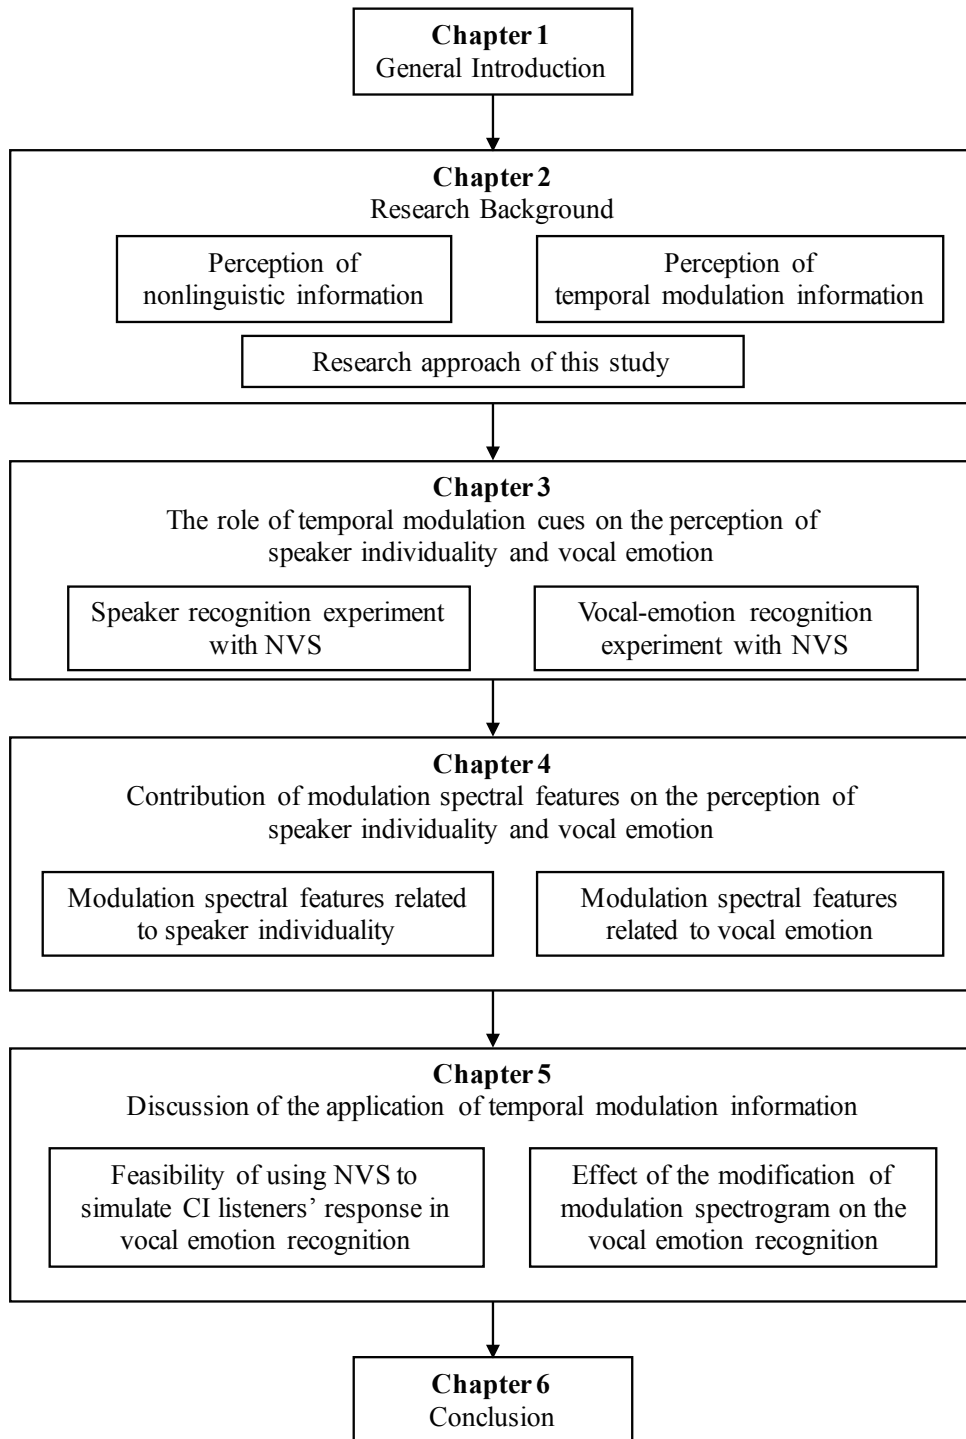 Chapter 1
General Introduction
Chapter 2
Research Background
Perception of
nonlinguistic information
Perception of
temporal modulation information
Research approach of this study
Chapter 3
The role of temporal modulation cues on the perception of
speaker individuality and vocal emotion
Speaker recognition experiment
with NVS
Vocal-emotion recognition
experiment with NVS
Chapter 4
Contribution of modulation spectral features on the perception of
speaker individuality and vocal emotion
Modulation spectral features related
to speaker individuality
Modulation spectral features
related to vocal emotion
Chapter 5
Discussion of the application of temporal modulation information
Feasibility of using NVS to
simulate CI listeners’ response in
vocal emotion recognition
Effect of the modification of
modulation spectrogram on the
vocal emotion recognition
Chapter 6
Conclusion